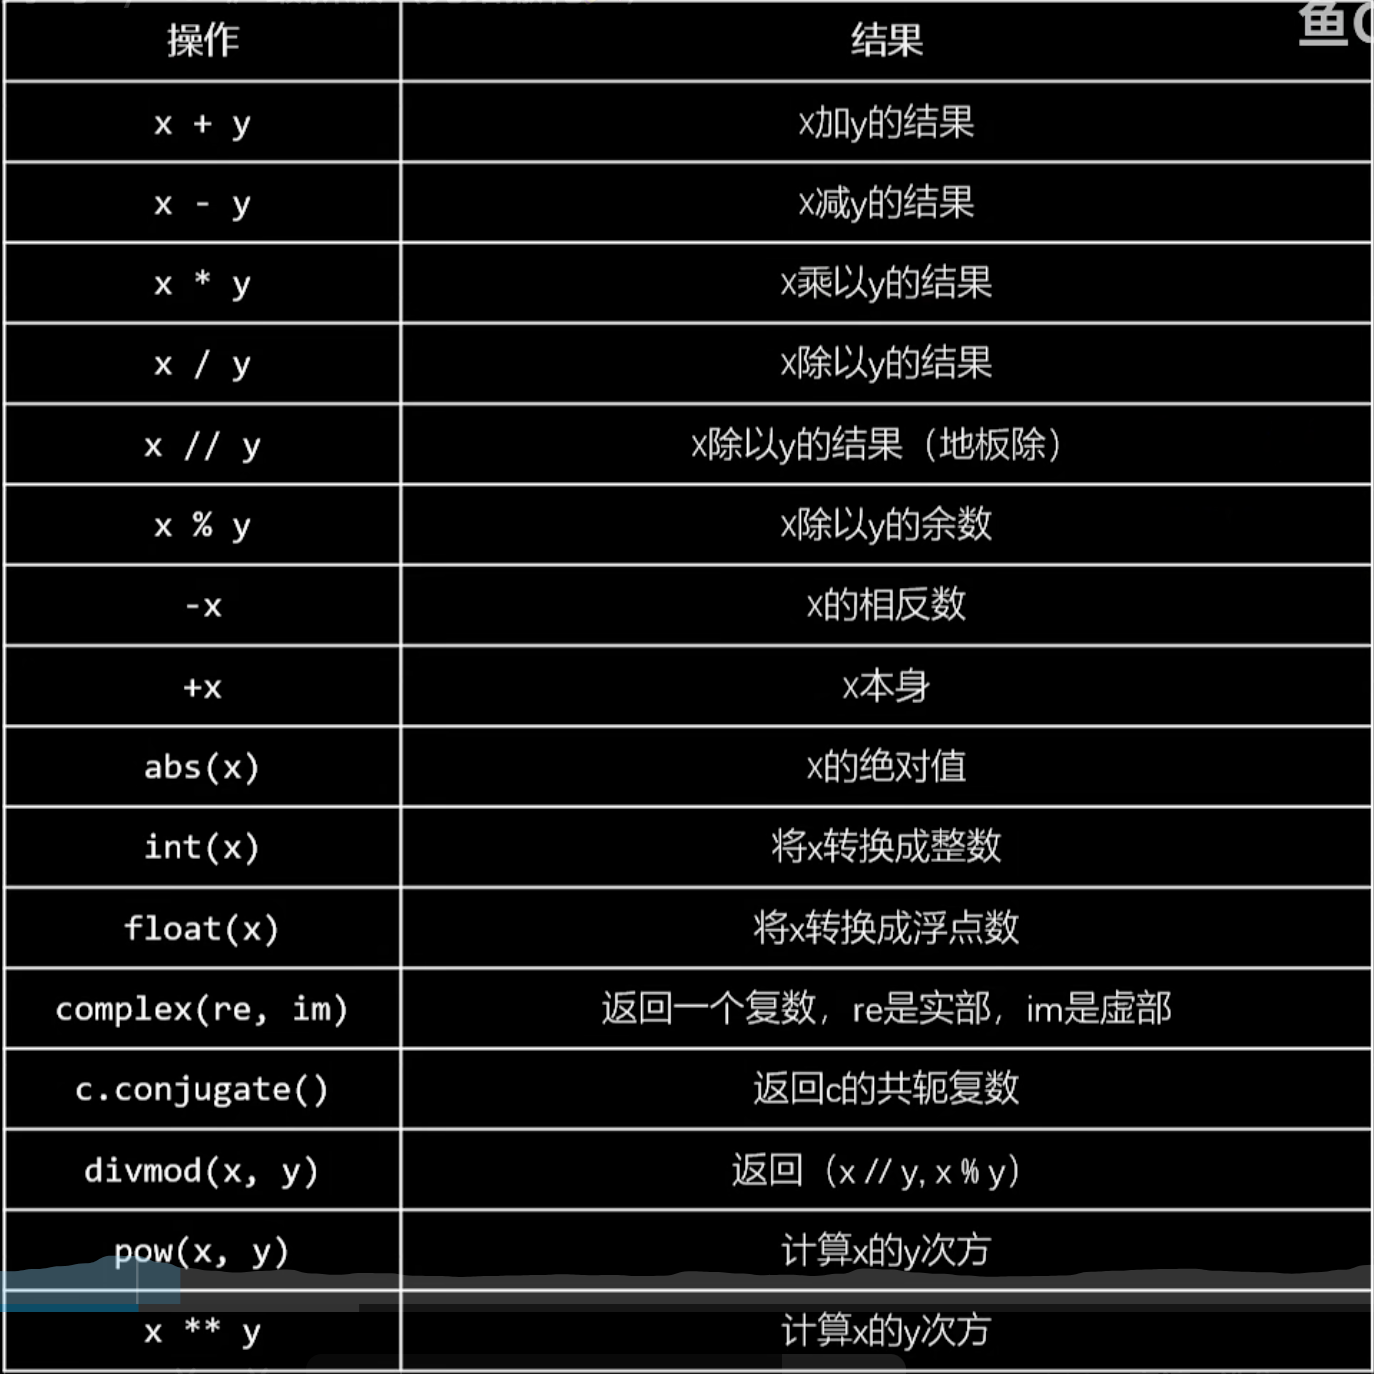 鱼C
操作 结果
x + y x加y的结果
x - y x减y的结果
x * y x乘以y的结果
x / y x除以y的结果
x // y x除以y的结果（地板除）
x % y x除以y的余数
-x x的相反数
+x x本身
abs(x) x的绝对值
int(x) 将x转换成整数
float(x) 将x转换成浮点数
complex(re, im) 返回一个复数，re是实部，im是虚部
c.conjugate() 返回c的共轭复数
divmod(x, y) 返回（x // y, x % y）
pow(x, y) 计算x的y次方
x ** y 计算x的y次方